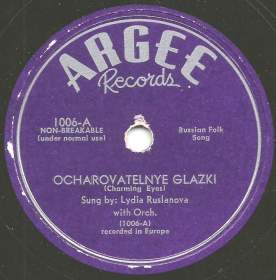 ARGEE
Records
1006-A
NON-BREAKABLE
(under normal use)
Russian Folk
Song
OCHAROVATELNYE GLAZKI
(Charming Eyes)
Sung by: Lydia Ruslanova
with Orch.
(1006-A)
recorded in Europe